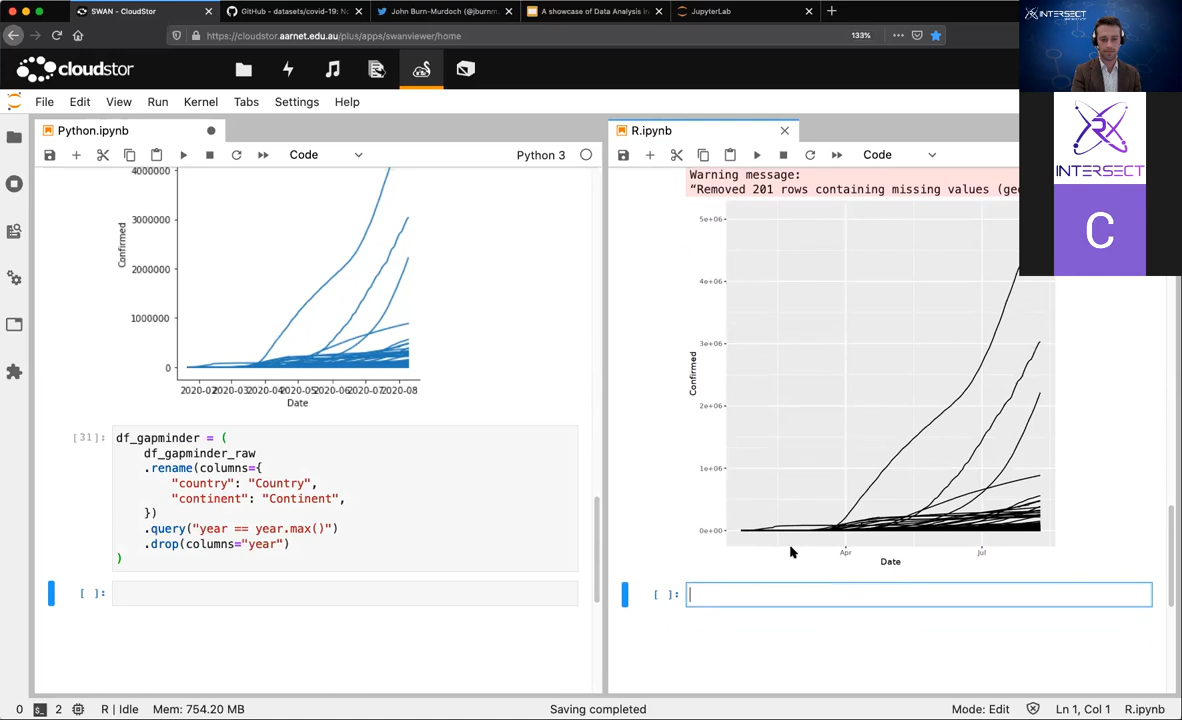 SWAN - CloudStor
GitHub - datasets/covid-19: No
John Burn-Murdoch (@jburnm
A showcase of Data Analysis in
JupyterLab
https://cloudstor.aarnet.edu.au/plus/apps/swanviewer/home
133%
INTERSECT
cloudstor
File Edit View Run Kernel Tabs Settings Help
Python.ipynb
R.ipynb
Code
Python 3
Code
INTERSECT
C
4000000
3000000
2000000
1000000
0
Confirmed
2020-02 2020-03 2020-04 2020-05 2020-06 2020-07 2020-08
Date
[31]:
df_gapminder = (
df_gapminder_raw
.rename(columns={
"country": "Country",
"continent": "Continent",
})
.query("year == year.max()")
.drop(columns="year")
)
[ ]:
Warning message:
“Removed 201 rows containing missing values (geo
5e+06
4e+06
3e+06
2e+06
1e+06
0e+00
Confirmed
Apr
Jul
Date
[ ]:
0
2
R | Idle
Mem: 754.20 MB
Saving completed
Mode: Edit
Ln 1, Col 1
R.ipynb